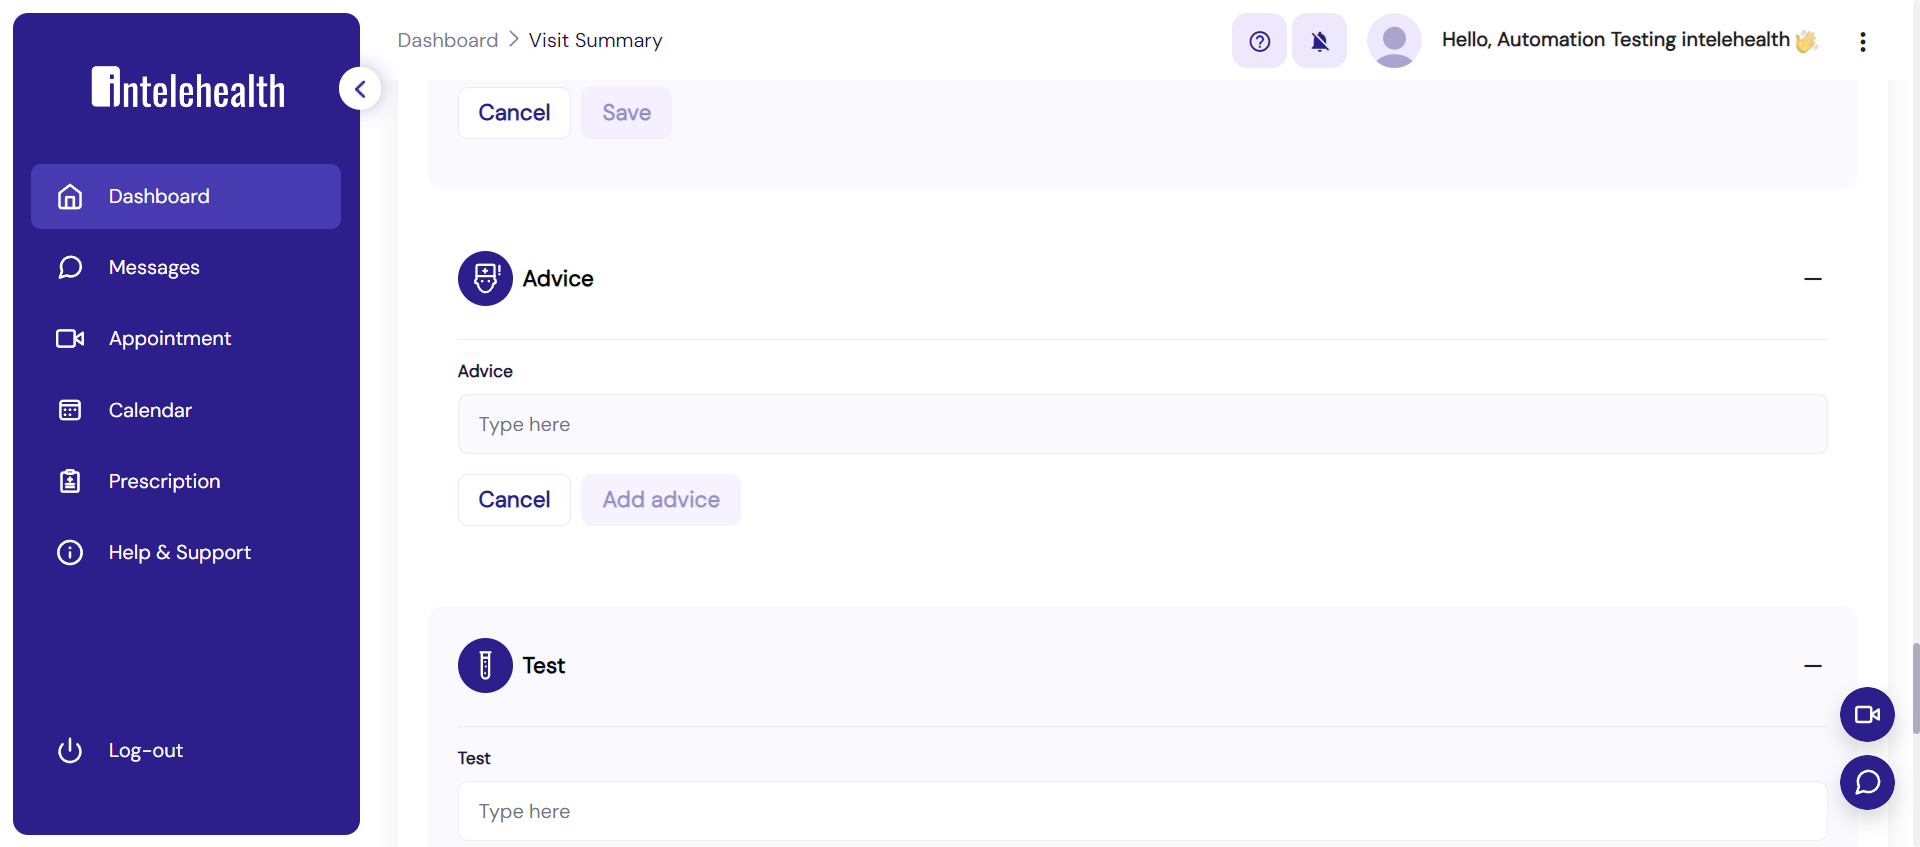 intelehealth
Dashboard
Messages
Appointment
Calendar
Prescription
Help & Support
Log-out
Dashboard > Visit Summary
Hello, Automation Testing intelehealth 👋
Cancel
Save
Advice
Advice
Type here
Cancel
Add advice
Test
Test
Type here